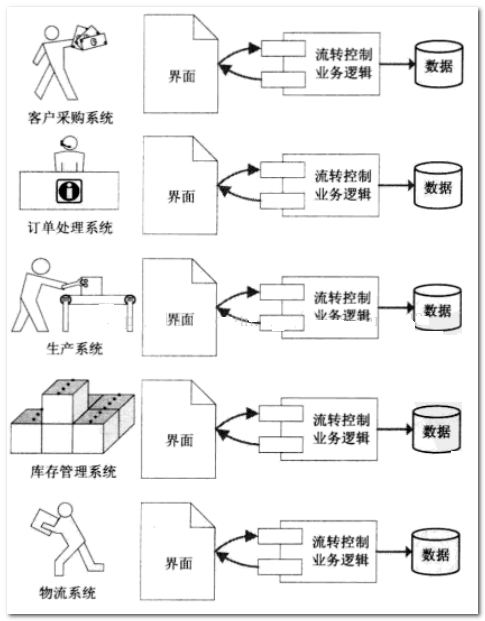 客户采购系统
界面
流转控制
业务逻辑
数据
订单处理系统
界面
流转控制
业务逻辑
数据
生产系统
界面
流转控制
业务逻辑
数据
库存管理系统
界面
流转控制
业务逻辑
数据
物流系统
界面
流转控制
业务逻辑
数据